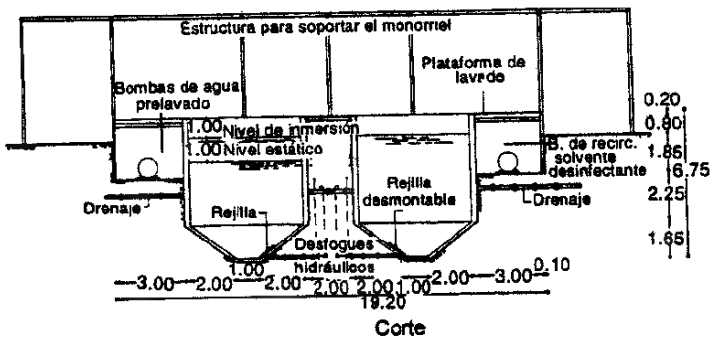 Estructura para soportar el monorriel
Plataforma de
lavado
Bombas de agua
prelavado
0.20
1.00 Nivel de inmersión
0.80
1.00 Nivel estático
B. de recirc.
solvente
desinfectante
1.85
6.75
Rejilla
desmontable
2.25
Drenaje
Rejilla
Drenaje
Desfogues
hidráulicos
1.65
1.00
0.10
3.00 2.00 2.00 2.00 2.00 1.00 2.00 3.00
19.20
Corte